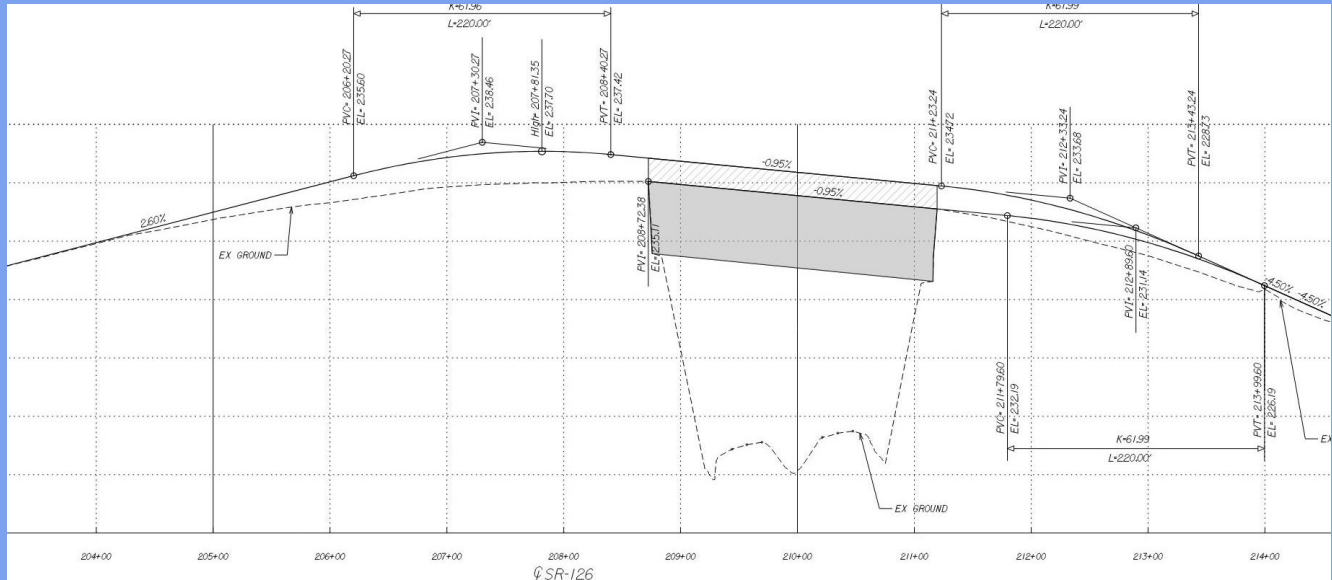 K=61.96
L=220.00'
K=61.99
L=220.00'
PVC= 206+20.27
EL= 235.60
PVI= 207+30.27
EL= 238.46
High= 207+81.35
EL= 237.70
PVT= 208+40.27
EL= 237.42
PVC= 211+23.24
EL= 234.72
PVI= 212+33.24
EL= 233.68
PVT= 213+43.24
EL= 228.73
2.60%
EX GROUND
-0.95%
-0.95%
PVI= 208+72.38
EL= 235.11
PVI= 212+89.60
EL= 231.14
-4.50%
-4.50%
PVC= 211+79.60
EL= 232.19
PVT= 213+99.60
EL= 226.19
K=61.99
L=220.00'
EX
EX GROUND
204+00
205+00
206+00
207+00
208+00
209+00
210+00
211+00
212+00
213+00
214+00
℄ SR-126